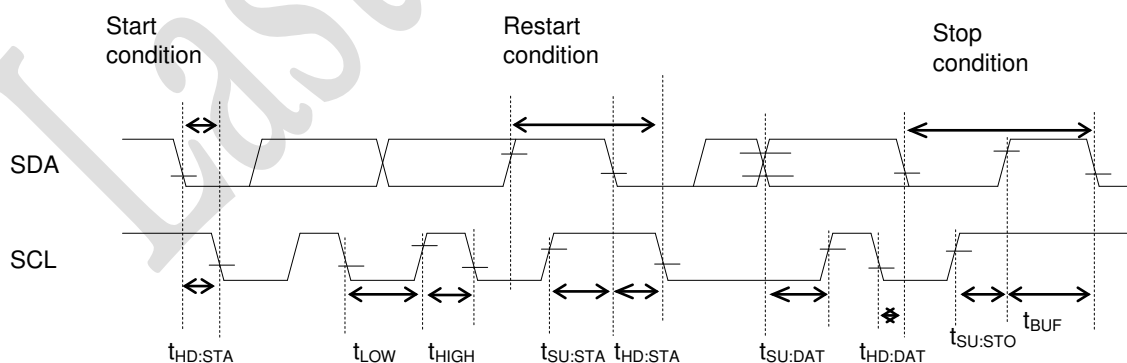 Start
condition
Restart
condition
Stop
condition
SDA
SCL
tHD:STA
tLOW
tHIGH
tSU:STA
tHD:STA
tSU:DAT
tHD:DAT
tSU:STO
tBUF
Last